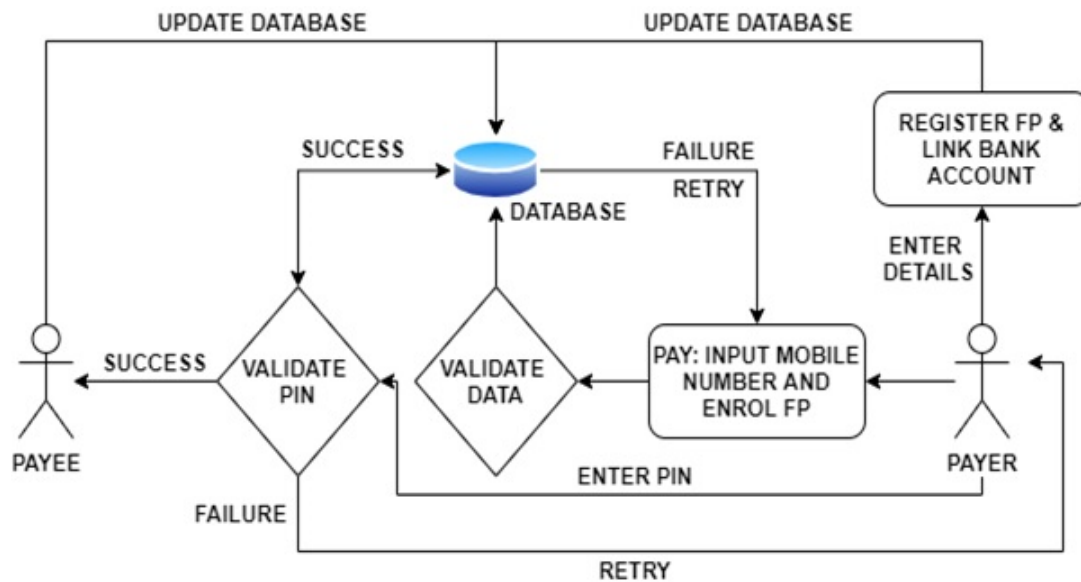 UPDATE DATABASE
UPDATE DATABASE
REGISTER FP &
LINK BANK
ACCOUNT
SUCCESS
FAILURE
RETRY
DATABASE
ENTER
DETAILS
SUCCESS
VALIDATE
PIN
VALIDATE
DATA
PAY: INPUT MOBILE
NUMBER AND
ENROL FP
PAYEE
PAYER
ENTER PIN
FAILURE
RETRY